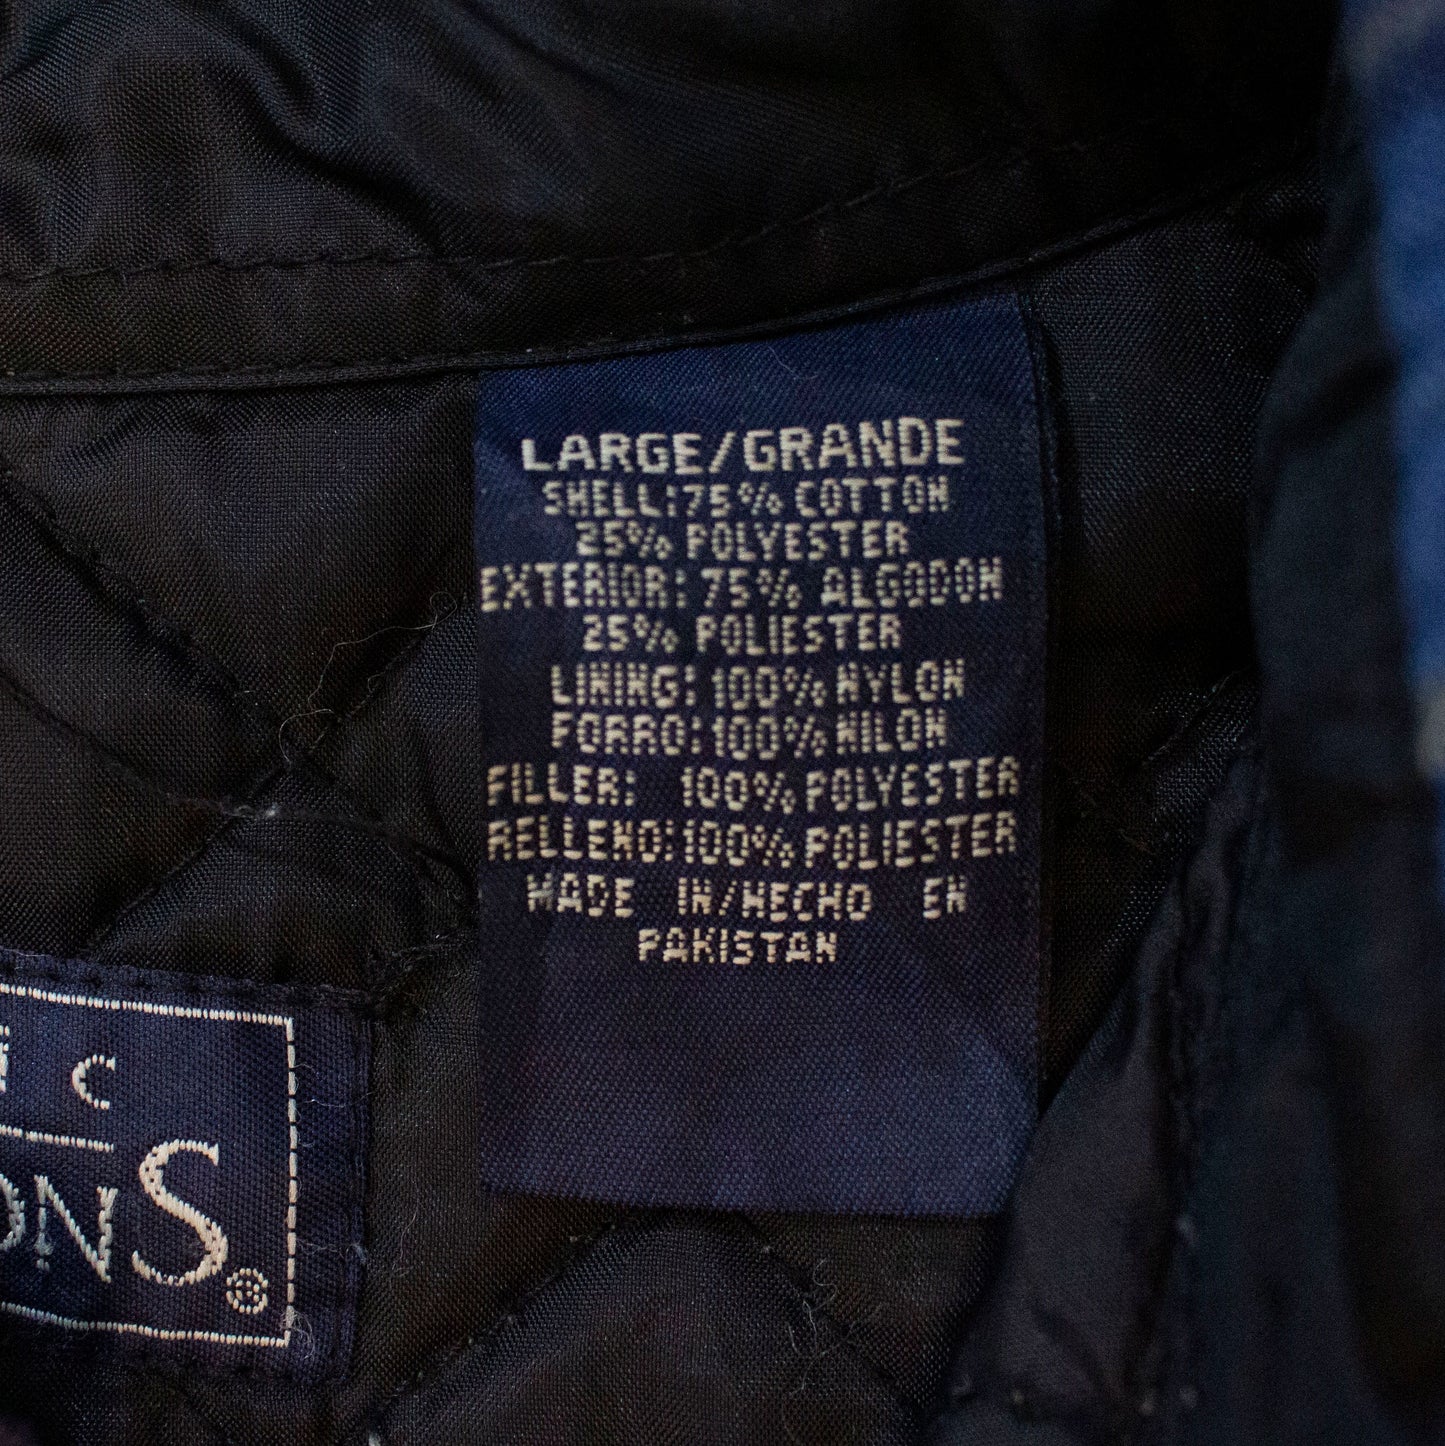 LARGE/GRANDE
SHELL:75% COTTON
25% POLYESTER
EXTERIOR: 75% ALGODON
25% POLIESTER
LINING: 100% NYLON
FORRO:100% NILON
FILLER: 100% POLYESTER
RELLENO:100% POLIESTER
MADE IN/HECHO EN
PAKISTAN